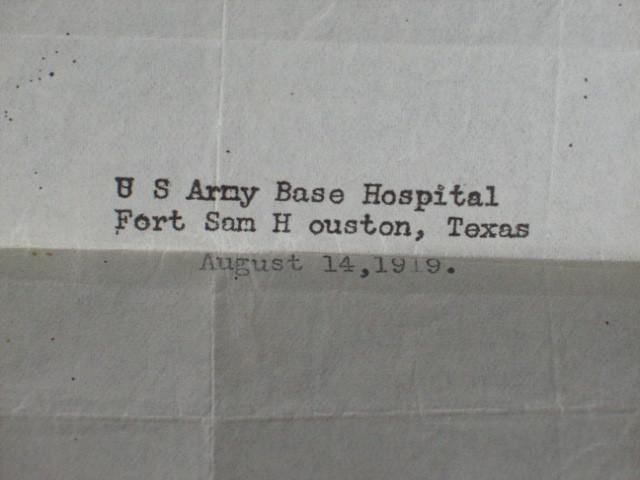 U S Army Base Hospital
Fort Sam H ouston, Texas
August 14,1919.